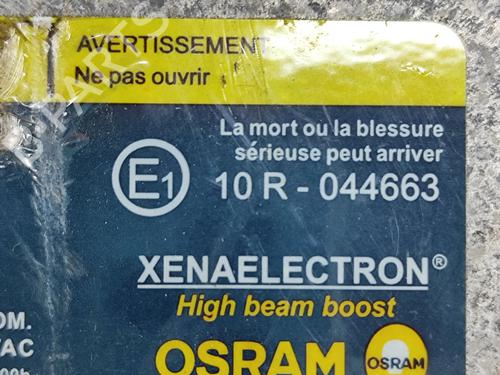 AVERTISSEMENT
Ne pas ouvrir
La mort ou la blessure
sérieuse peut arriver
E1
10 R - 044663
XENAELECTRON®
High beam boost
OM.
OSRAM OSRAM